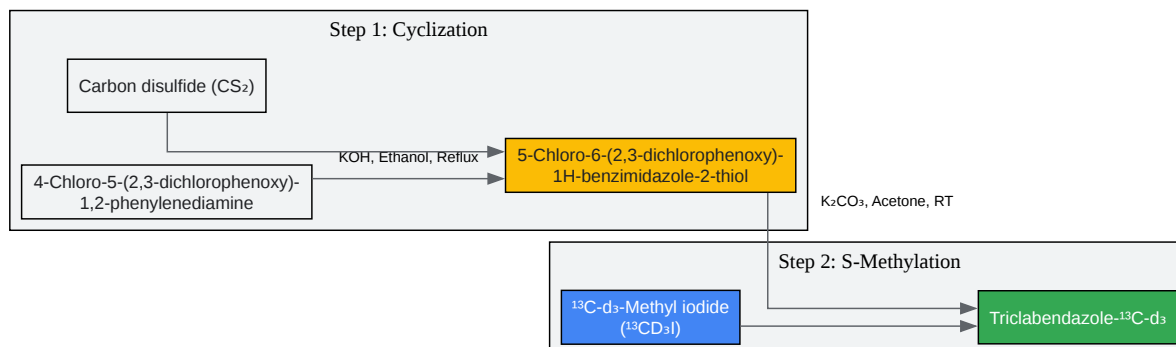 Step 1: Cyclization
Carbon disulfide (CS₂)
KOH, Ethanol, Reflux
4-Chloro-5-(2,3-dichlorophenoxy)-
1,2-phenylenediamine
5-Chloro-6-(2,3-dichlorophenoxy)-
1H-benzimidazole-2-thiol
K₂CO₃, Acetone, RT
Step 2: S-Methylation
¹³C-d₃-Methyl iodide
(¹³CD₃I)
Triclabendazole-¹³C-d₃